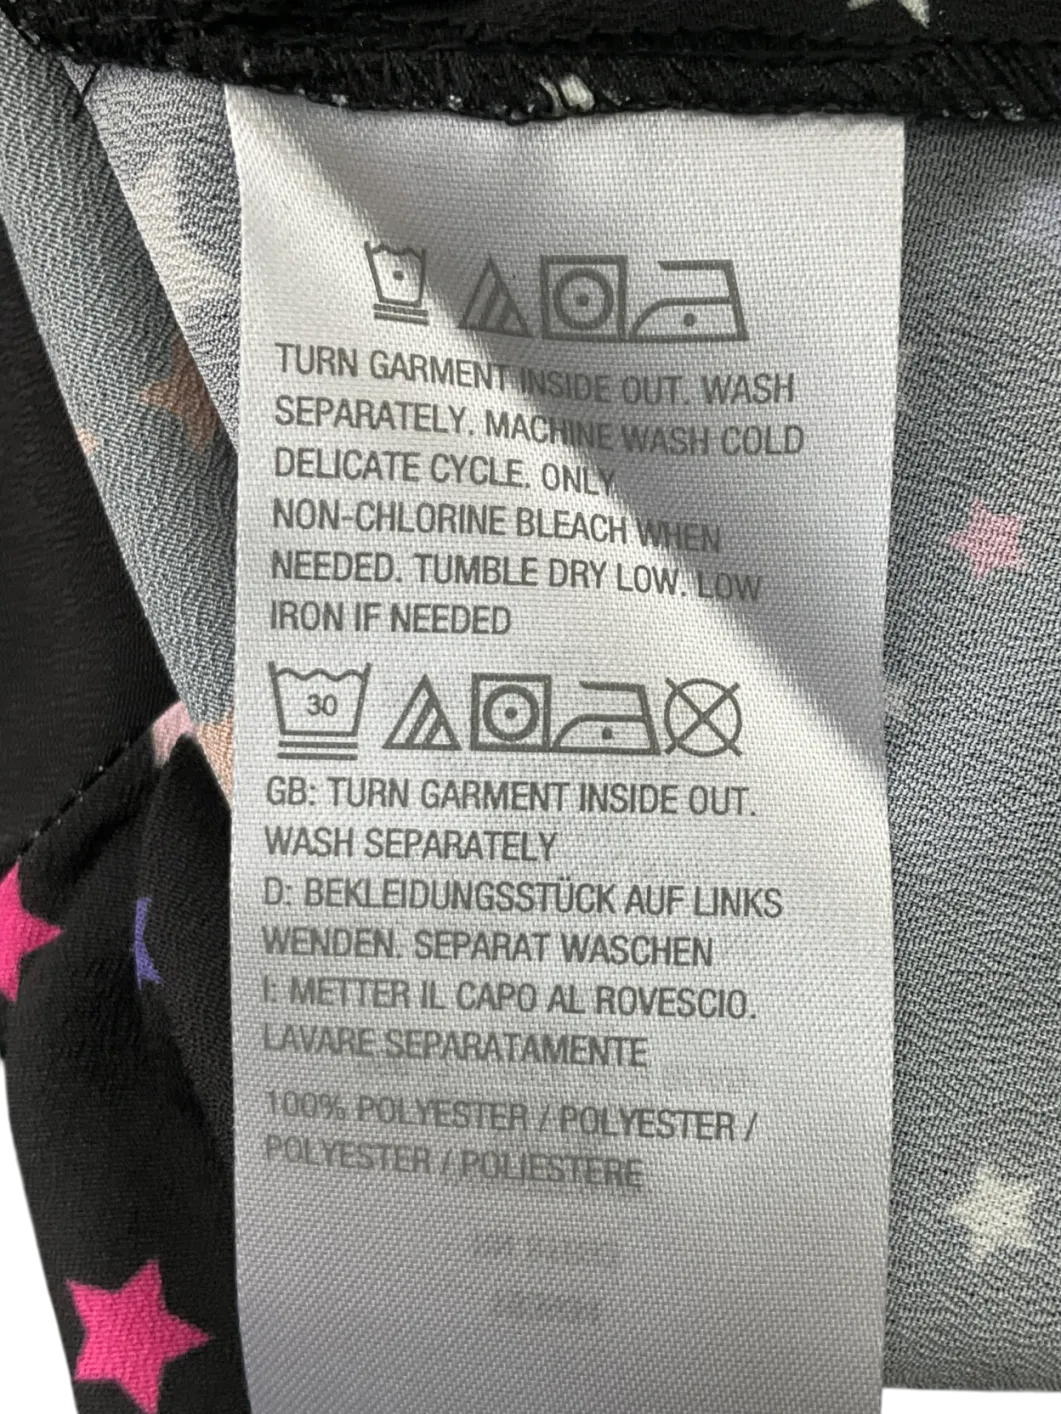 TURN GARMENT INSIDE OUT. WASH
SEPARATELY. MACHINE WASH COLD
DELICATE CYCLE. ONLY
NON-CHLORINE BLEACH WHEN
NEEDED. TUMBLE DRY LOW. LOW
IRON IF NEEDED
30
GB: TURN GARMENT INSIDE OUT.
WASH SEPARATELY
D: BEKLEIDUNGSSTÜCK AUF LINKS
WENDEN. SEPARAT WASCHEN
I: METTER IL CAPO AL ROVESCIO.
LAVARE SEPARATAMENTE
100% POLYESTER / POLYESTER /
POLYESTER / POLIESTERE